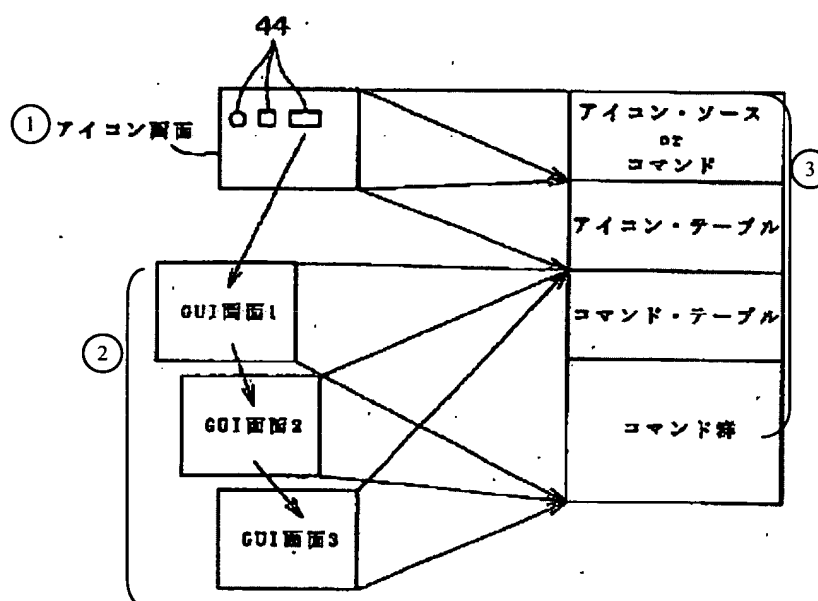 44
① アイコン画面
アイコン・ソース
or
コマンド
③
アイコン・テーブル
コマンド・テーブル
コマンド群
②
GUI画面1
GUI画面2
GUI画面3